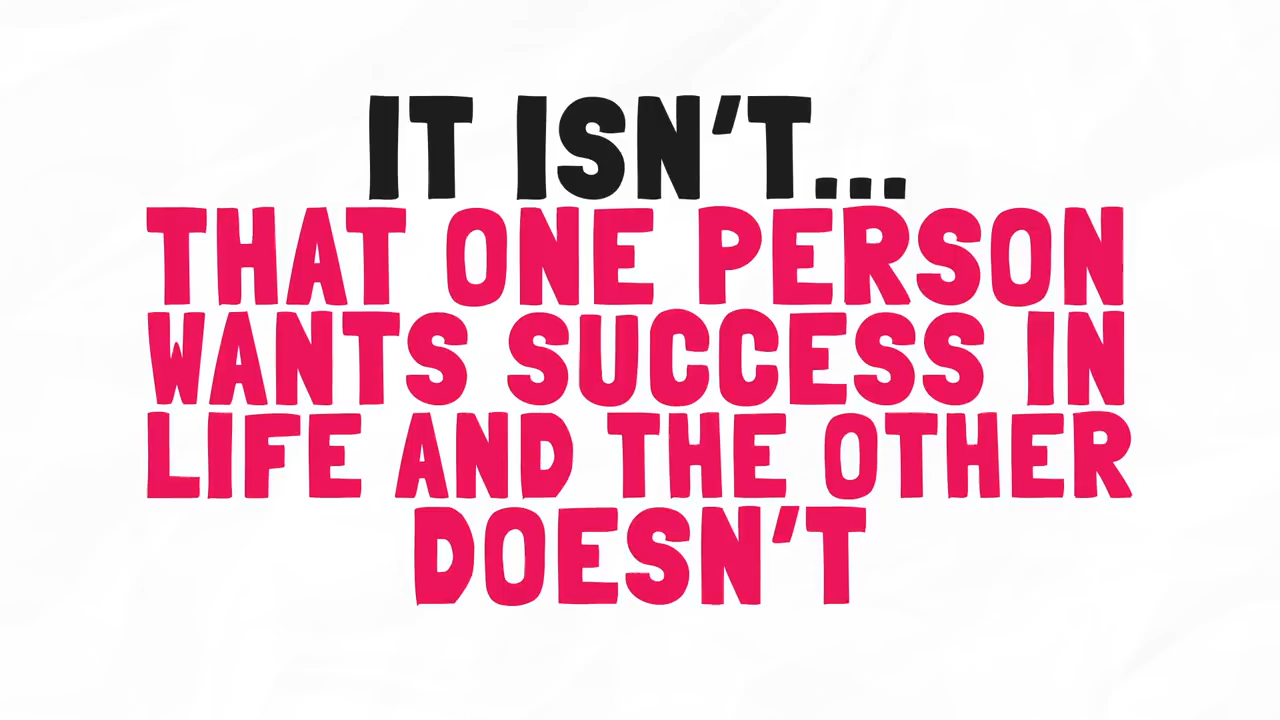 IT ISN'T...
THAT ONE PERSON
WANTS SUCCESS IN
LIFE AND THE OTHER
DOESN'T